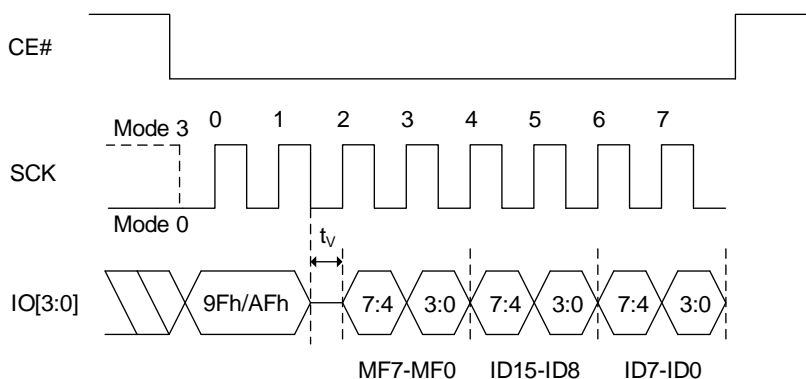 CE#
Mode 3 0 1 2 3 4 5 6 7
SCK
Mode 0
tV
IO[3:0] 9Fh/AFh 7:4 3:0 7:4 3:0 7:4 3:0
MF7-MF0 ID15-ID8 ID7-ID0